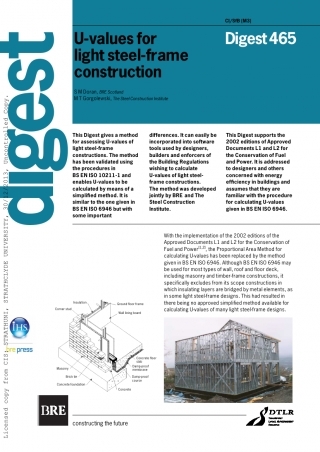 CI/SfB (M3)
digest
U-values for
light steel-frame
construction
Digest 465
S M Doran, BRE Scotland
M T Gorgolewski, The Steel Construction Institute
This Digest gives a method
for assessing U-values of
light steel-frame
constructions. The method
has been validated using
the procedures in
BS EN ISO 10211-1 and
enables U-values to be
calculated by means of a
simplified method. It is
similar to the one given in
BS EN ISO 6946 but with
some important
differences. It can easily be
incorporated into software
tools used by designers,
builders and enforcers of
the Building Regulations
wishing to calculate
U-values of light steel-
frame constructions.
The method was developed
jointly by BRE and The
Steel Construction
Institute.
This Digest supports the
2002 editions of Approved
Documents L1 and L2 for
the Conservation of Fuel
and Power. It is addressed
to designers and others
concerned with energy
efficiency in buildings and
assumes that they are
familiar with the procedure
for calculating U-values
given in BS EN ISO 6946.
With the implementation of the 2002 editions of the
Approved Documents L1 and L2 for the Conservation of
Fuel and Power, the Proportional Area Method for
calculating U-values has been replaced by the method
given in BS EN ISO 6946. Although BS EN ISO 6946 may
be used for most types of wall, roof and floor deck,
including masonry and timber-frame constructions, it
specifically excludes from its scope constructions in
which insulating layers are bridged by metal elements, as
in some light steel-frame designs. This had resulted in
there being no approved simplified method available for
calculating U-values of many light steel-frame designs.
Insulation
Ground floor frame
Corner stud
Wall lining board
Concrete floor
slab
Damp-proof
membrane
Damp-proof
course
Masonry
Brick tie
Concrete foundation
Concrete
IHS
press
BRE
constructing the future
DTLR
Licensed copy from CIS: STRATHUNI, STRATHCLYDE UNIVERSITY,
2013, Uncontrolled Copy.